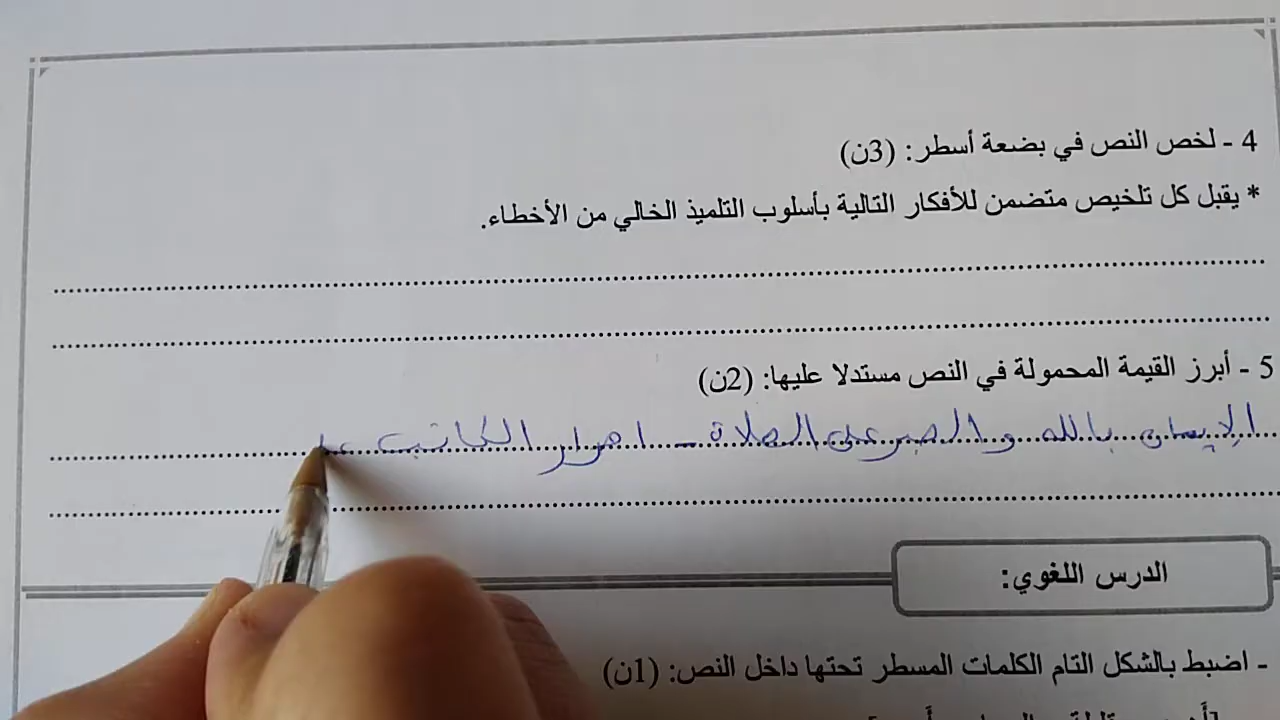 4 - لخص النص في بضعة أسطر: (3ن)
* يقبل كل تلخيص متضمن للأفكار التالية بأسلوب التلميذ الخالي من الأخطاء.
5 - أبرز القيمة المحمولة في النص مستدلا عليها: (2ن)
الإيمان بالله و الصبر على الصلاة - اصرار الكاتب
الدرس اللغوي:
- اضبط بالشكل التام الكلمات المسطر تحتها داخل النص: (1ن)